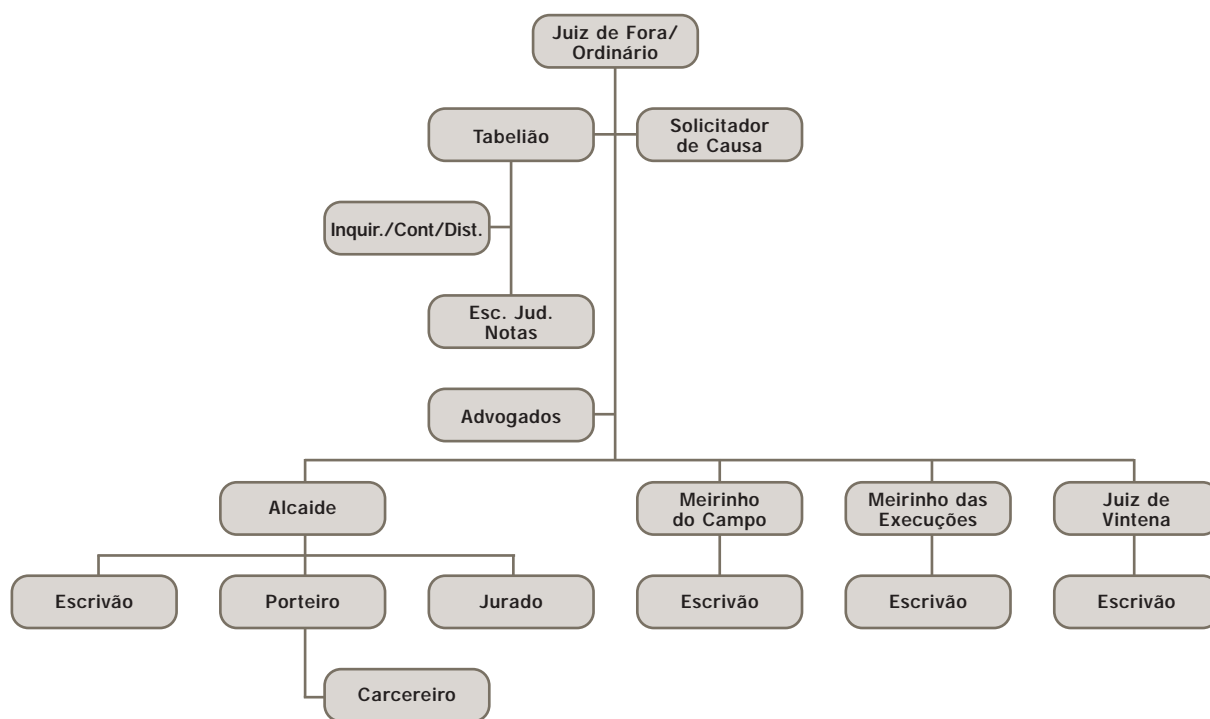 Juiz de Fora/
Ordinário
Tabelião
Solicitador
de Causa
Inquir./Cont/Dist.
Esc. Jud.
Notas
Advogados
Alcaide
Meirinho
do Campo
Meirinho das
Execuções
Juiz de
Vintena
Escrivão
Porteiro
Jurado
Escrivão
Escrivão
Escrivão
Carcereiro